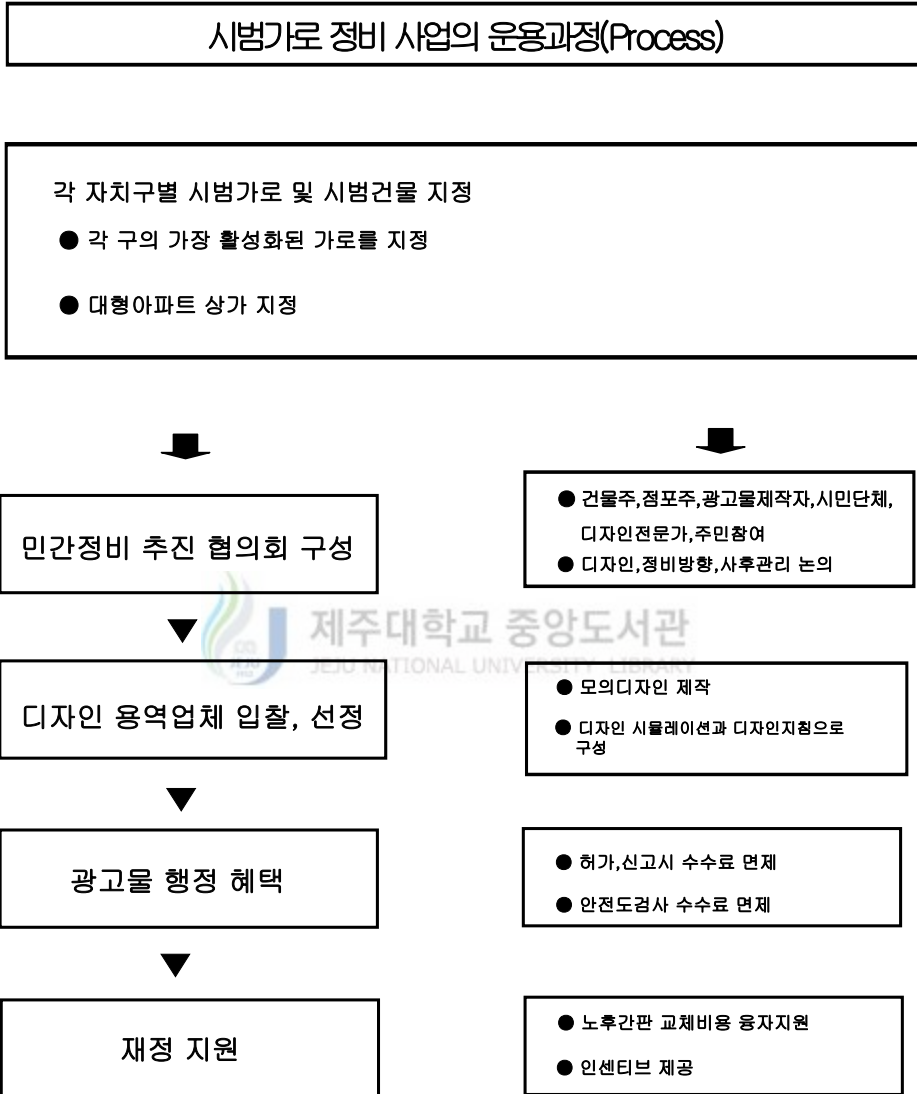 시범가로 정비 사업의 운용과정(Process)
각 자치구별 시범가로 및 시범건물 지정
● 각 구의 가장 활성화된 가로를 지정
● 대형아파트 상가 지정
민간정비 추진 협의회 구성
● 건물주,점포주,광고물제작자,시민단체,
디자인전문가,주민참여
● 디자인,정비방향,사후관리 논의
제주대학교 중앙도서관
JEJU NATIONAL UNIVERSITY LIBRARY
디자인 용역업체 입찰, 선정
● 모의디자인 제작
● 디자인 시뮬레이션과 디자인지침으로
구성
광고물 행정 혜택
● 허가,신고시 수수료 면제
● 안전도검사 수수료 면제
재정 지원
● 노후간판 교체비용 융자지원
● 인센티브 제공